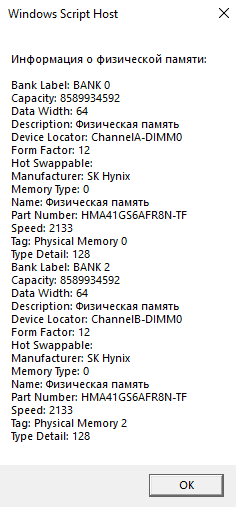 Windows Script Host
Информация о физической памяти:
Bank Label: BANK 0
Capacity: 8589934592
Data Width: 64
Description: Физическая память
Device Locator: ChannelA-DIMM0
Form Factor: 12
Hot Swappable:
Manufacturer: SK Hynix
Memory Type: 0
Name: Физическая память
Part Number: HMA41GS6AFR8N-TF
Speed: 2133
Tag: Physical Memory 0
Type Detail: 128
Bank Label: BANK 2
Capacity: 8589934592
Data Width: 64
Description: Физическая память
Device Locator: ChannelB-DIMM0
Form Factor: 12
Hot Swappable:
Manufacturer: SK Hynix
Memory Type: 0
Name: Физическая память
Part Number: HMA41GS6AFR8N-TF
Speed: 2133
Tag: Physical Memory 2
Type Detail: 128
OK